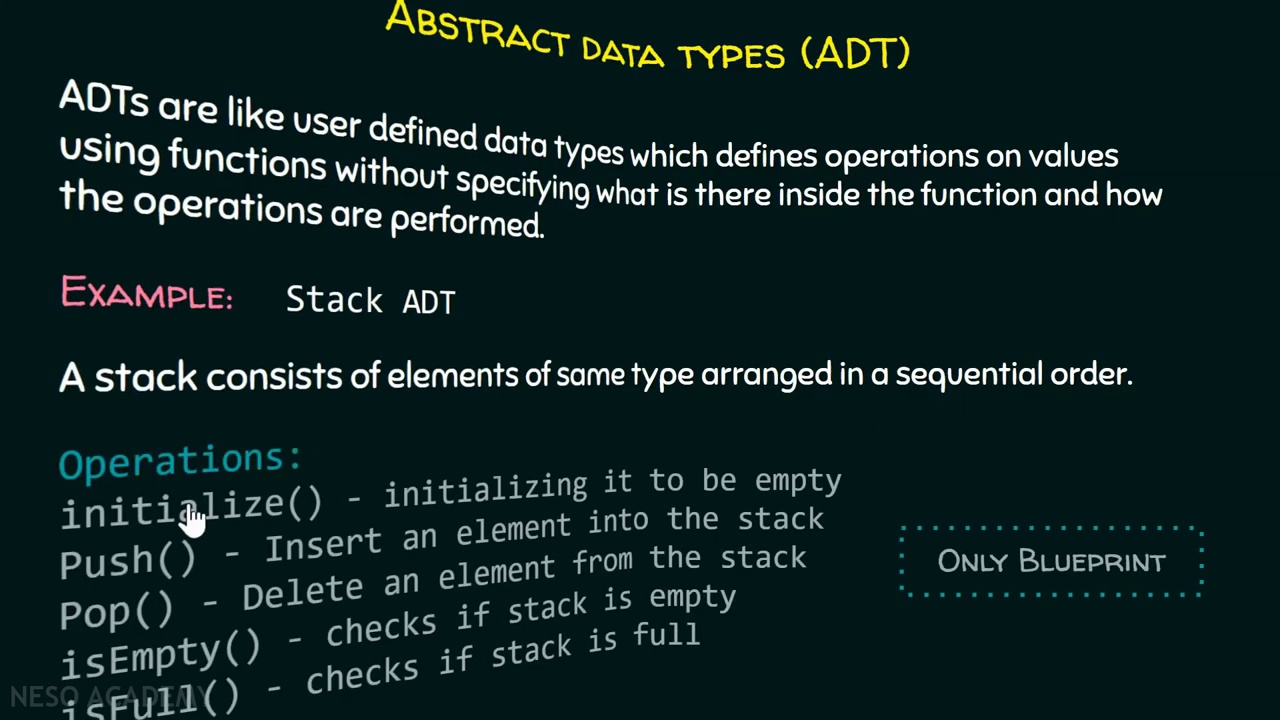 ABSTRACT DATA TYPES (ADT)
ADTs are like user defined data types which defines operations on values
using functions without specifying what is there inside the function and how
the operations are performed.
EXAMPLE: Stack ADT
A stack consists of elements of same type arranged in a sequential order.
Operations:
initialize() - initializing it to be empty
Push() - Insert an element into the stack
Pop() - Delete an element from the stack
ONLY BLUEPRINT
isEmpty() - checks if stack is empty
isFull() - checks if stack is full
NESO ACADEMY